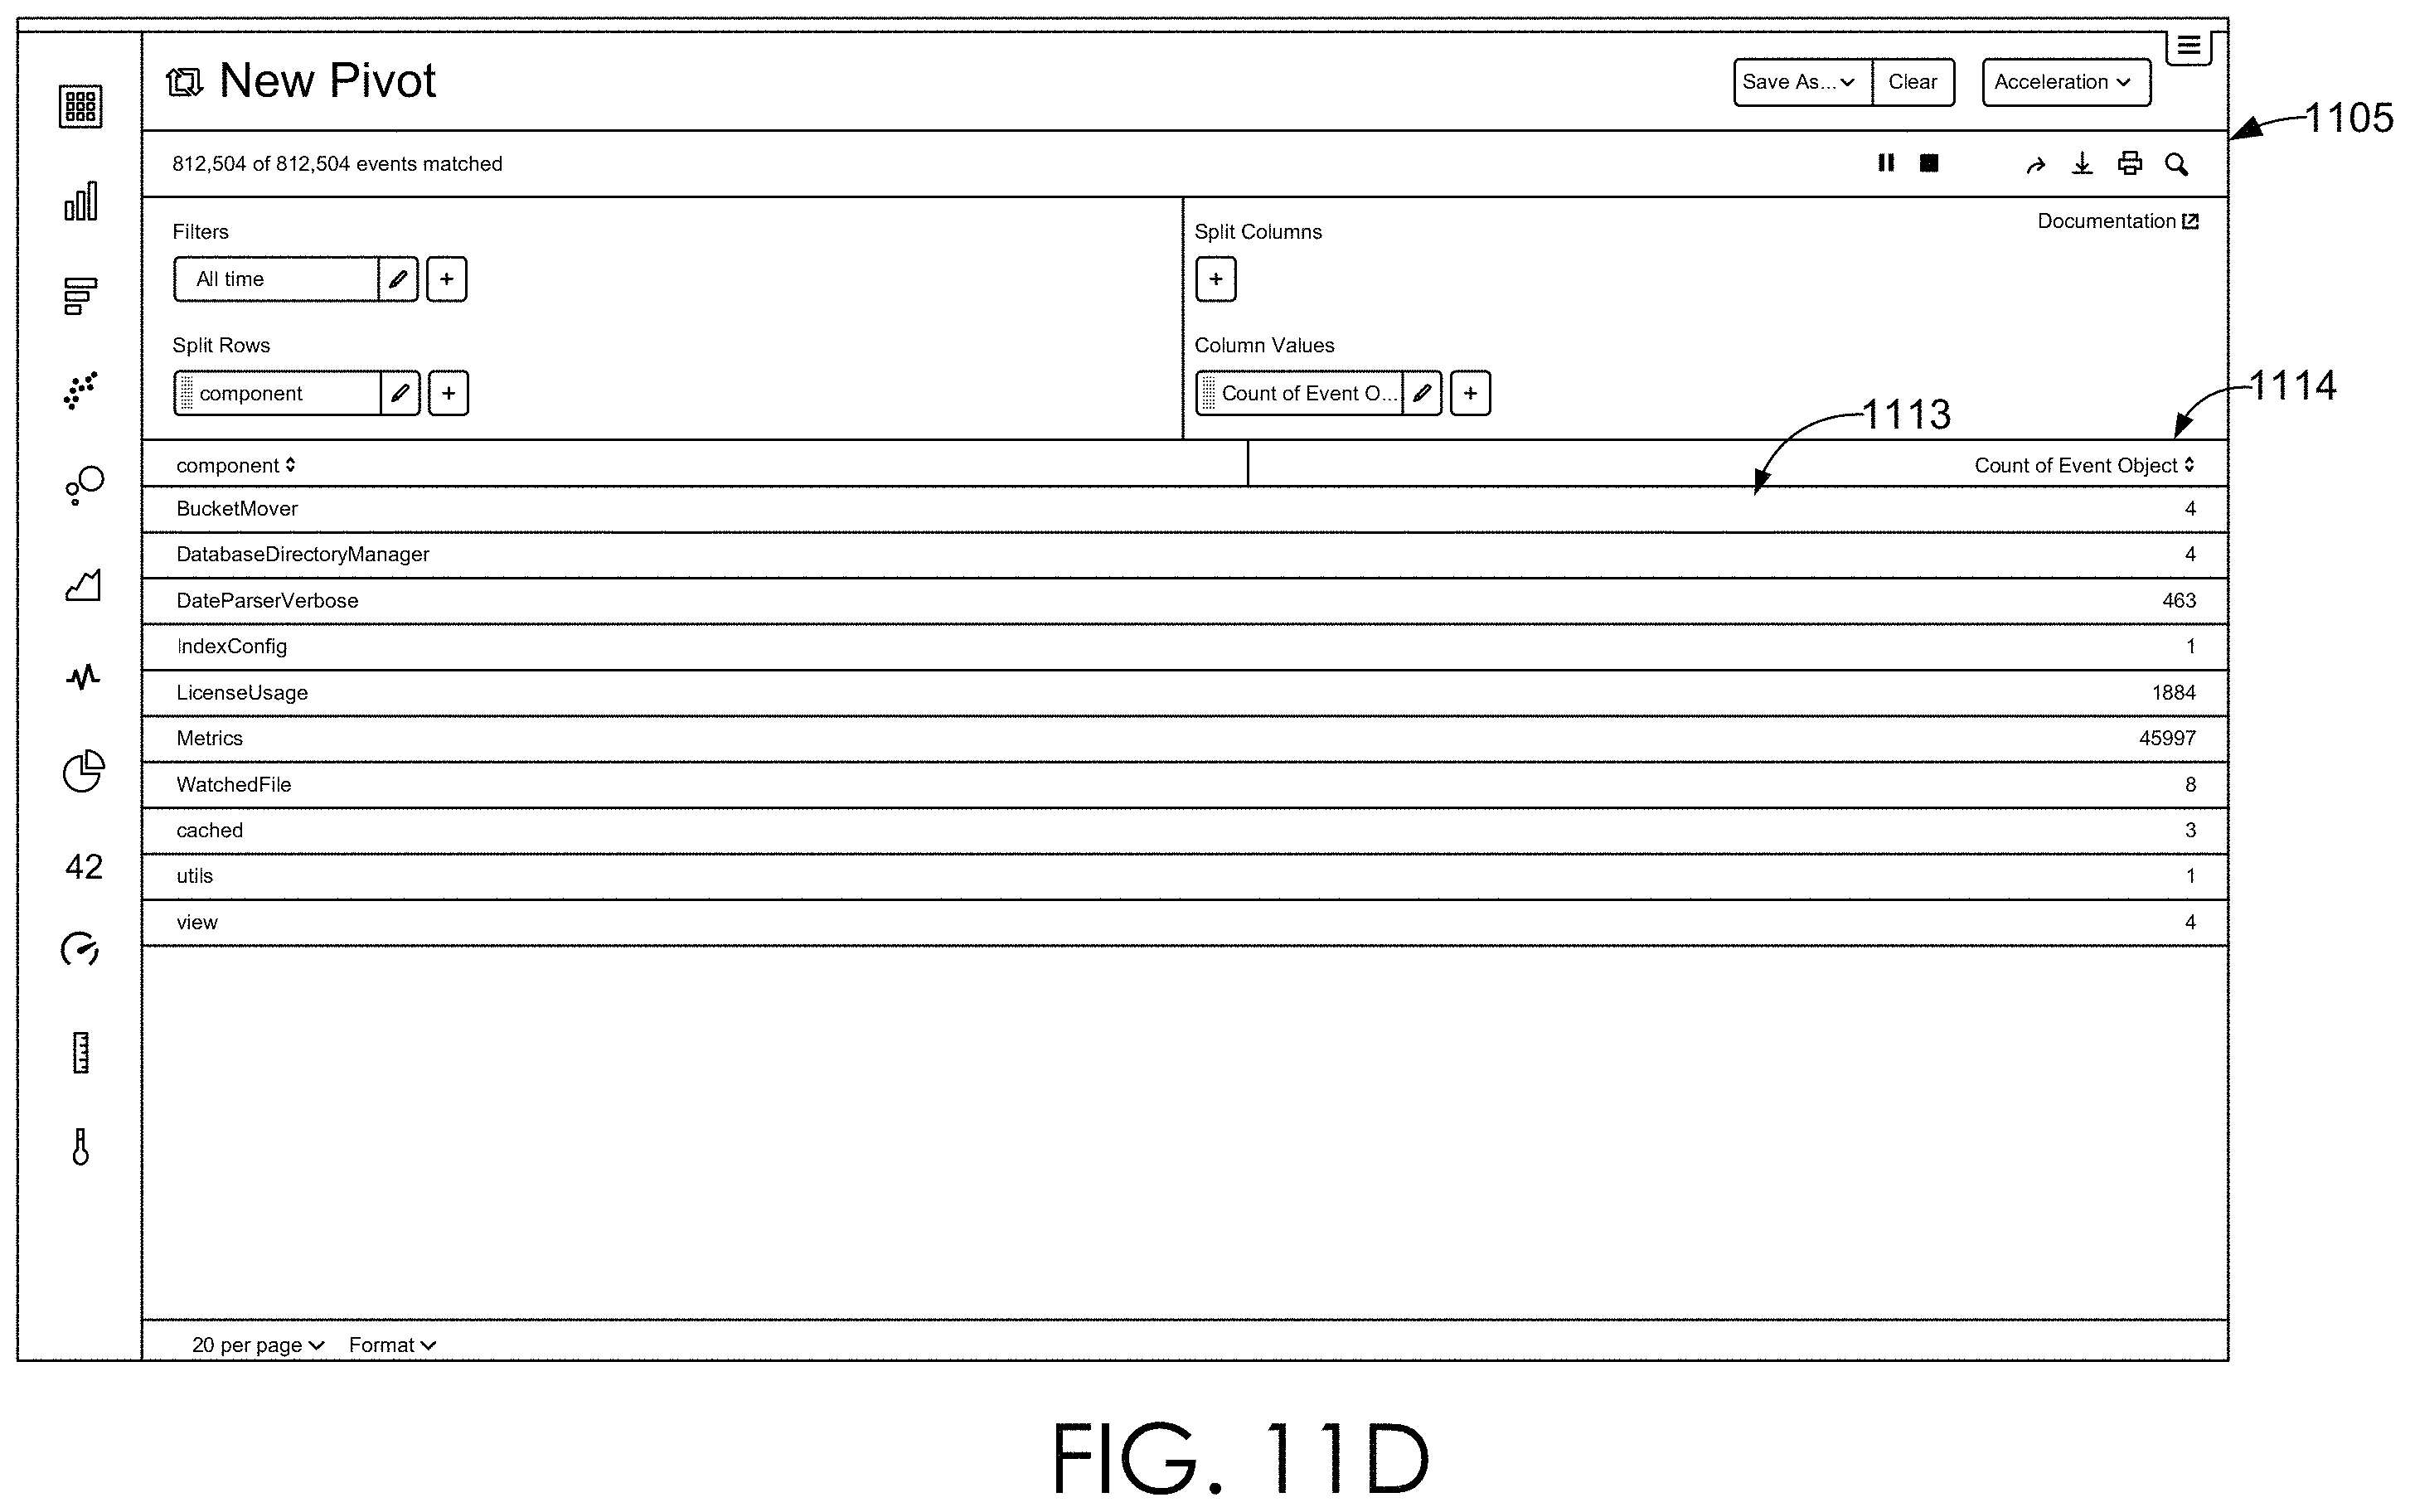 New Pivot
Save As... Clear Acceleration
1105
812,504 of 812,504 events matched
Filters
Split Columns
Documentation
All time
+
+
Split Rows
Column Values
component
+
Count of Event O...
+
1114
1113
component
Count of Event Object
BucketMover 4
DatabaseDirectoryManager 4
DateParserVerbose 463
IndexConfig 1
LicenseUsage 1884
Metrics 45997
WatchedFile 8
cached 3
42
utils 1
view 4
20 per page Format
FIG. 11D